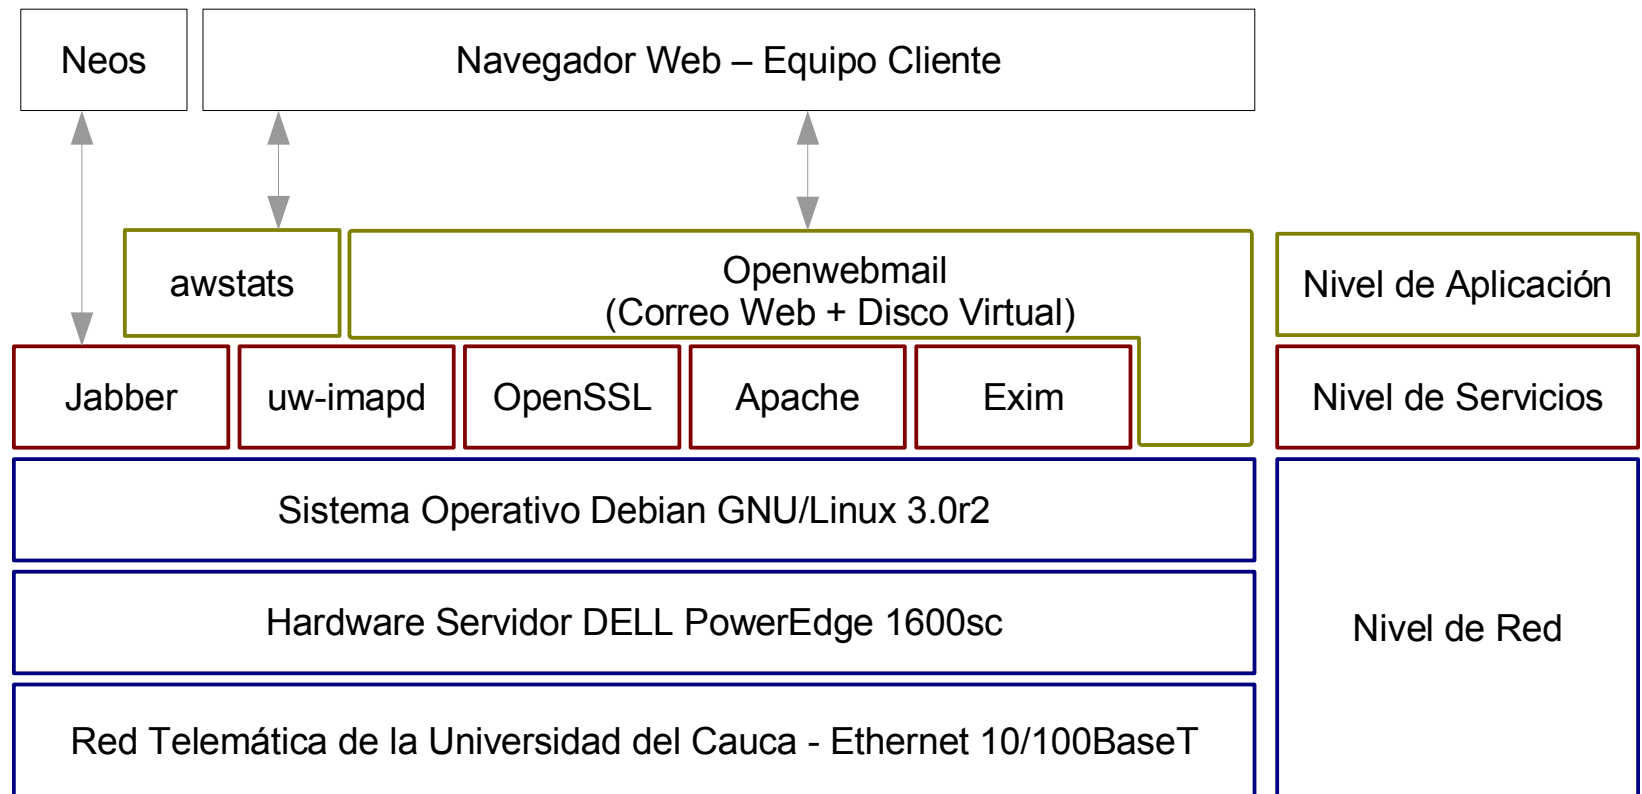 Neos
Navegador Web – Equipo Cliente
awstats
Openwebmail
(Correo Web + Disco Virtual)
Nivel de Aplicación
Jabber
uw-imapd
OpenSSL
Apache
Exim
Nivel de Servicios
Sistema Operativo Debian GNU/Linux 3.0r2
Hardware Servidor DELL PowerEdge 1600sc
Nivel de Red
Red Telemática de la Universidad del Cauca - Ethernet 10/100BaseT